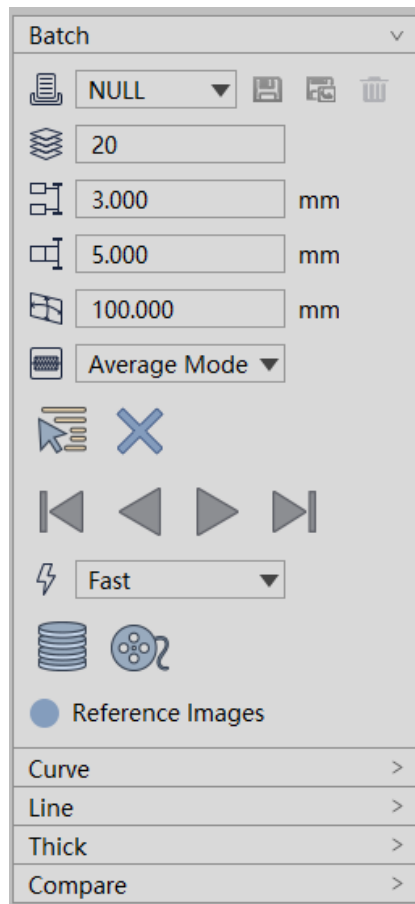 Batch
NULL
20
3.000 mm
5.000 mm
100.000 mm
Average Mode
Fast
Reference Images
Curve
Line
Thick
Compare